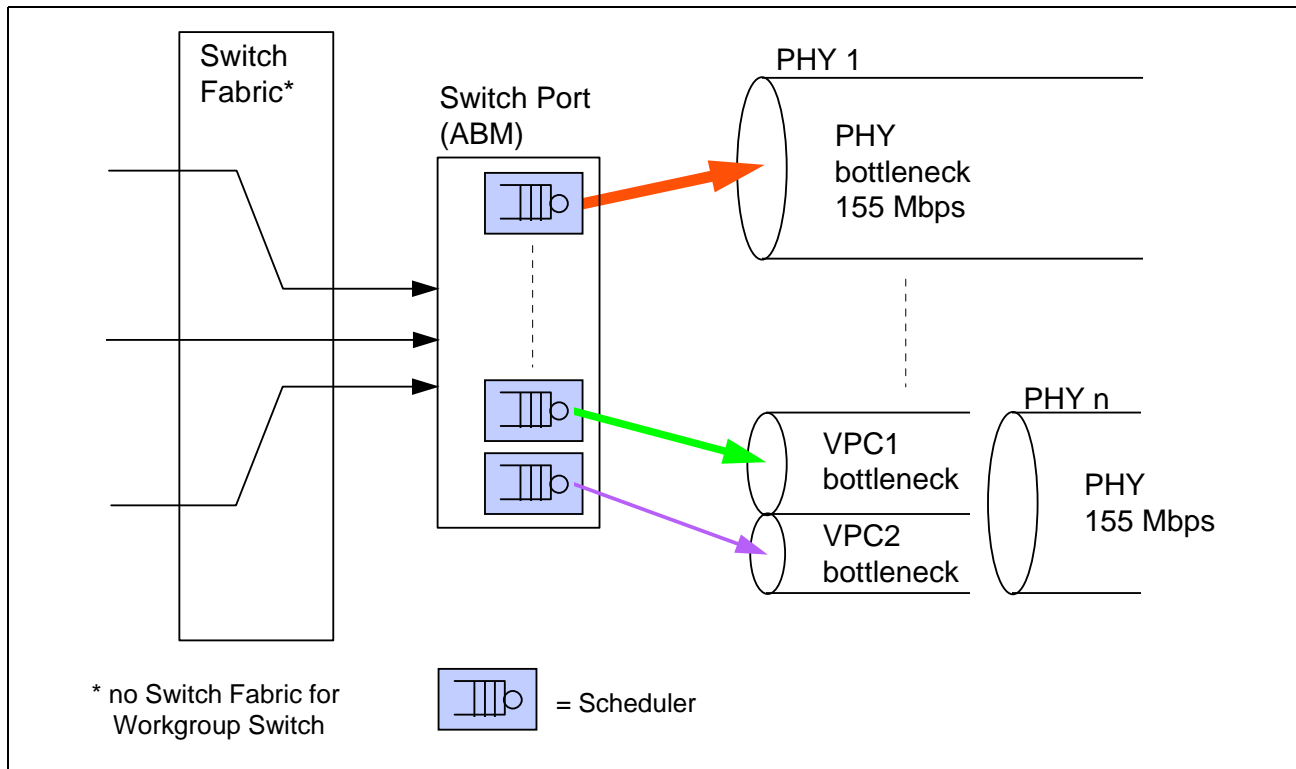 Switch
Fabric*
Switch Port
(ABM)
PHY 1
PHY
bottleneck
155 Mbps
PHY n
VPC1
bottleneck
VPC2
bottleneck
PHY
155 Mbps
* no Switch Fabric for
Workgroup Switch
= Scheduler